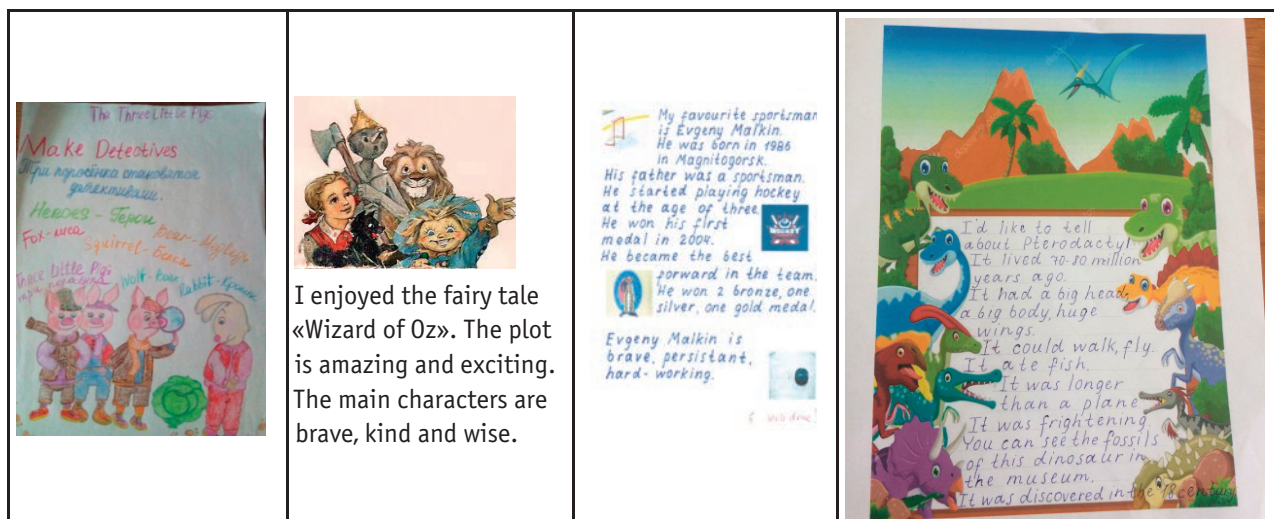 The Three Little Pigs
Make Detectives
Три поросёнка становятся
детективами.
Heroes - Герои
Fox - лиса
Bear - Медведь
Squirrel - Белка
Three Little Pigs
три поросёнка
Wolf - Волк
Rabbit - Кролик
I enjoyed the fairy tale
«Wizard of Oz». The plot
is amazing and exciting.
The main characters are
brave, kind and wise.
My favourite sportsman
is Evgeny Malkin.
He was born in 1986
in Magnitogorsk.
His father was a sportsman.
He started playing hockey
at the age of three
He won his first
medal in 2004.
He became the best
forward in the team.
He won 2 bronze, one
silver, one gold medal.
Evgeny Malkin is
brave, persistant,
hard-working.
Well done!
I'd like to tell
about Pterodactyl
It lived 70-80 million
years ago.
It had a big head,
a big body, huge
wings.
It could walk, fly.
It ate fish.
It was longer
than a plane
It was frightening.
You can see the fossils
of this dinosaur in
the museum.
It was discovered in the 18 century